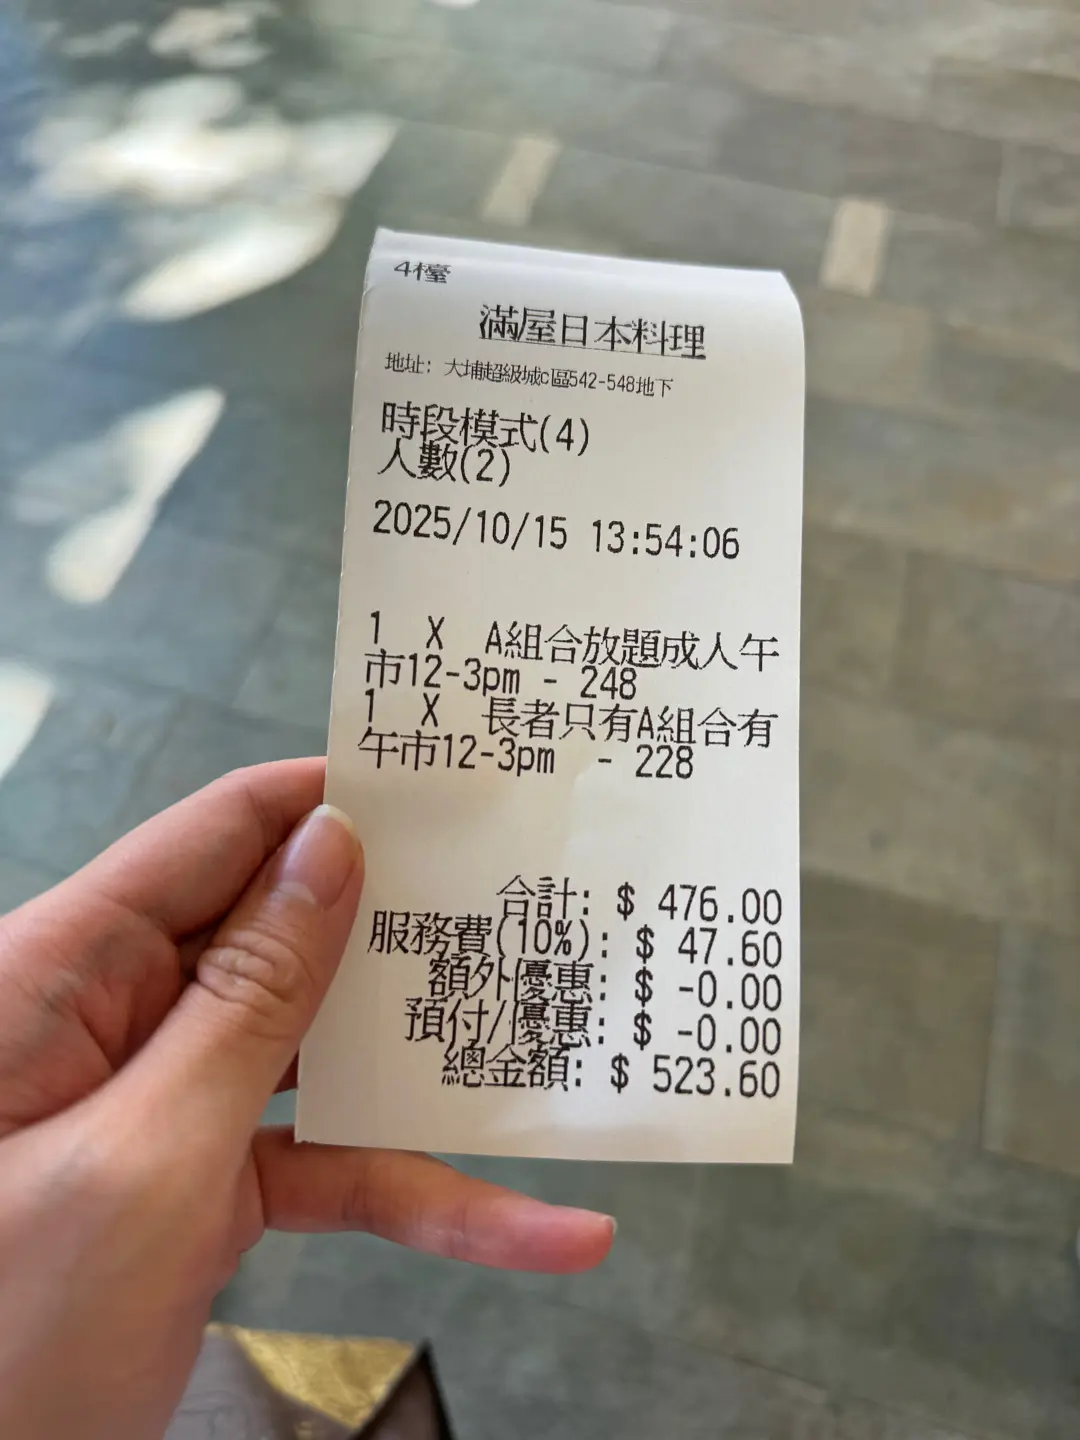 4檯
滿屋日本料理
地址: 大埔超級城c區542-548地下
時段模式(4)
人數(2)
2025/10/15 13:54:06
1 X A組合放題成人午
市12-3pm - 248
1 X 長者只有A組合有
午市12-3pm - 228
合計: $ 476.00
服務費(10%): $ 47.60
額外優惠: $ -0.00
預付/優惠: $ -0.00
總金額: $ 523.60